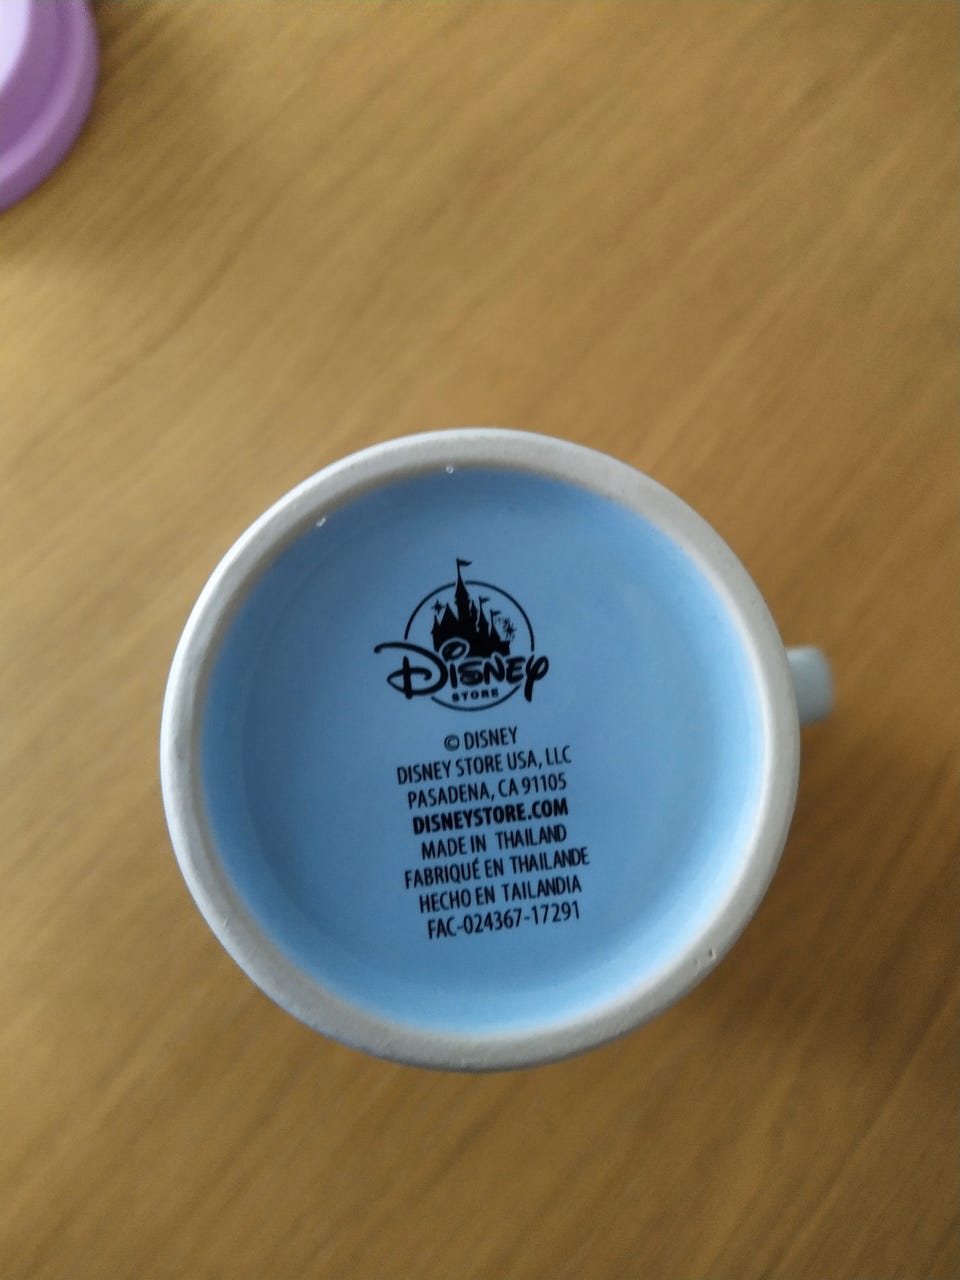 Disney
STORE
© DISNEY
DISNEY STORE USA, LLC
PASADENA, CA 91105
DISNEYSTORE.COM
MADE IN THAILAND
FABRIQUÉ EN THAILANDE
HECHO EN TAILANDIA
FAC-024367-17291